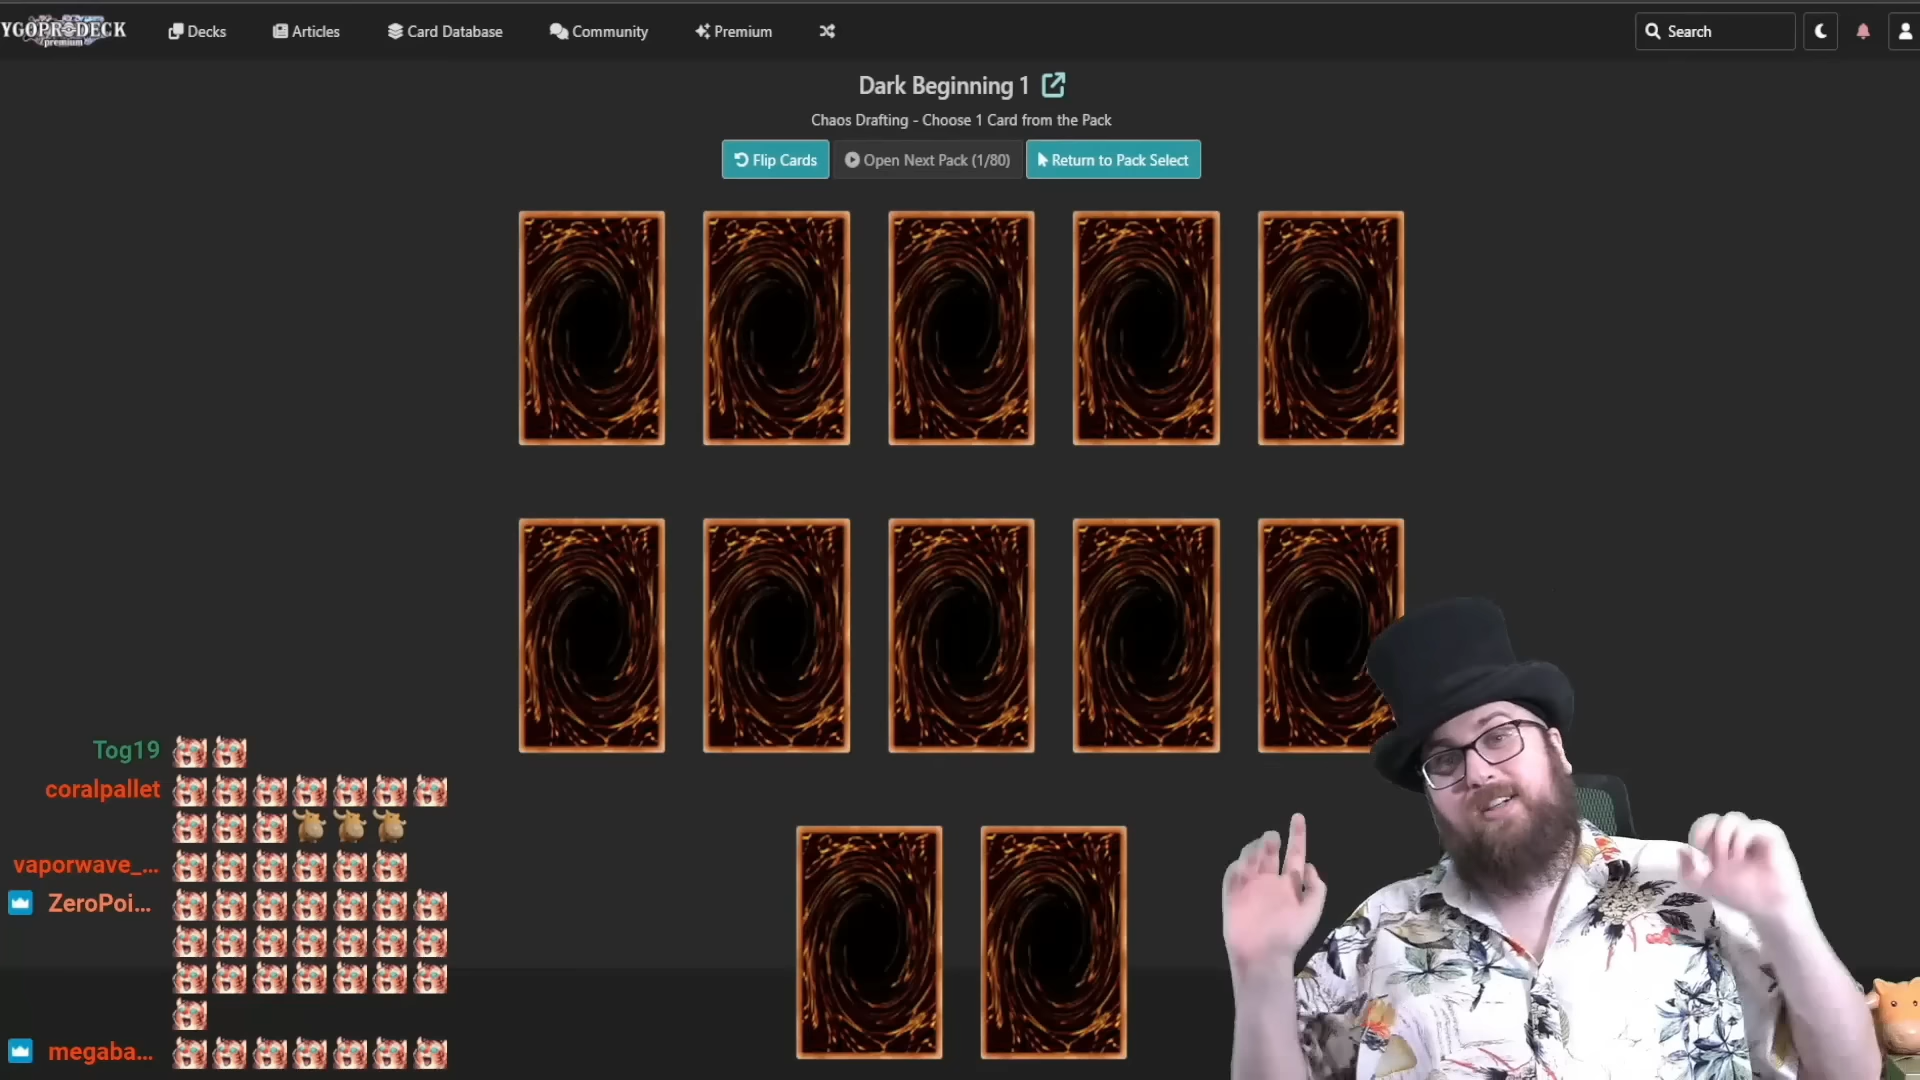 YGOPRODECK
premium
Decks
Articles
Card Database
Community
Premium
Search
Dark Beginning 1
Chaos Drafting - Choose 1 Card from the Pack
Flip Cards
Open Next Pack (1/80)
Return to Pack Select
Tog19
coralpallet
vaporwave_...
ZeroPoi...
megaba...